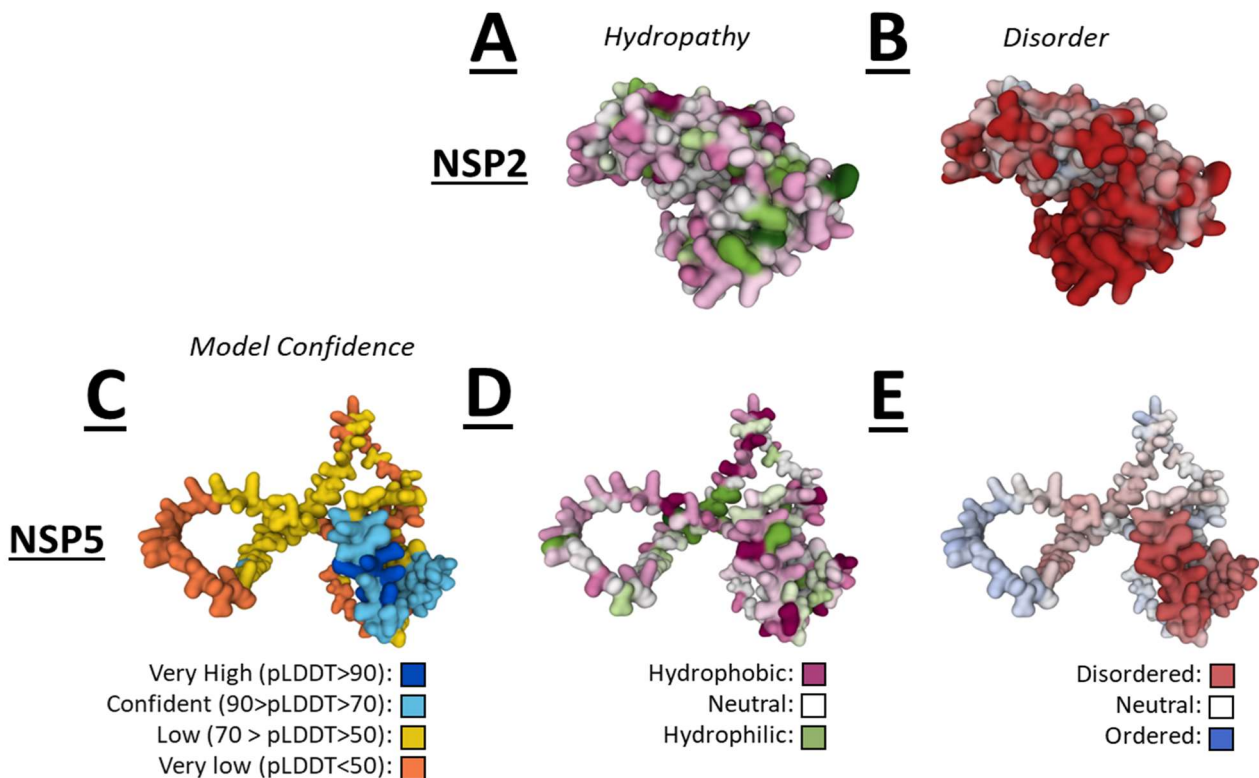 A
Hydropathy
B
Disorder
NSP2
Model Confidence
C
D
E
NSP5
Very High (pLDDT>90):
Confident (90>pLDDT>70):
Low (70 > pLDDT>50):
Very low (pLDDT<50):
Hydrophobic:
Neutral:
Hydrophilic:
Disordered:
Neutral:
Ordered: